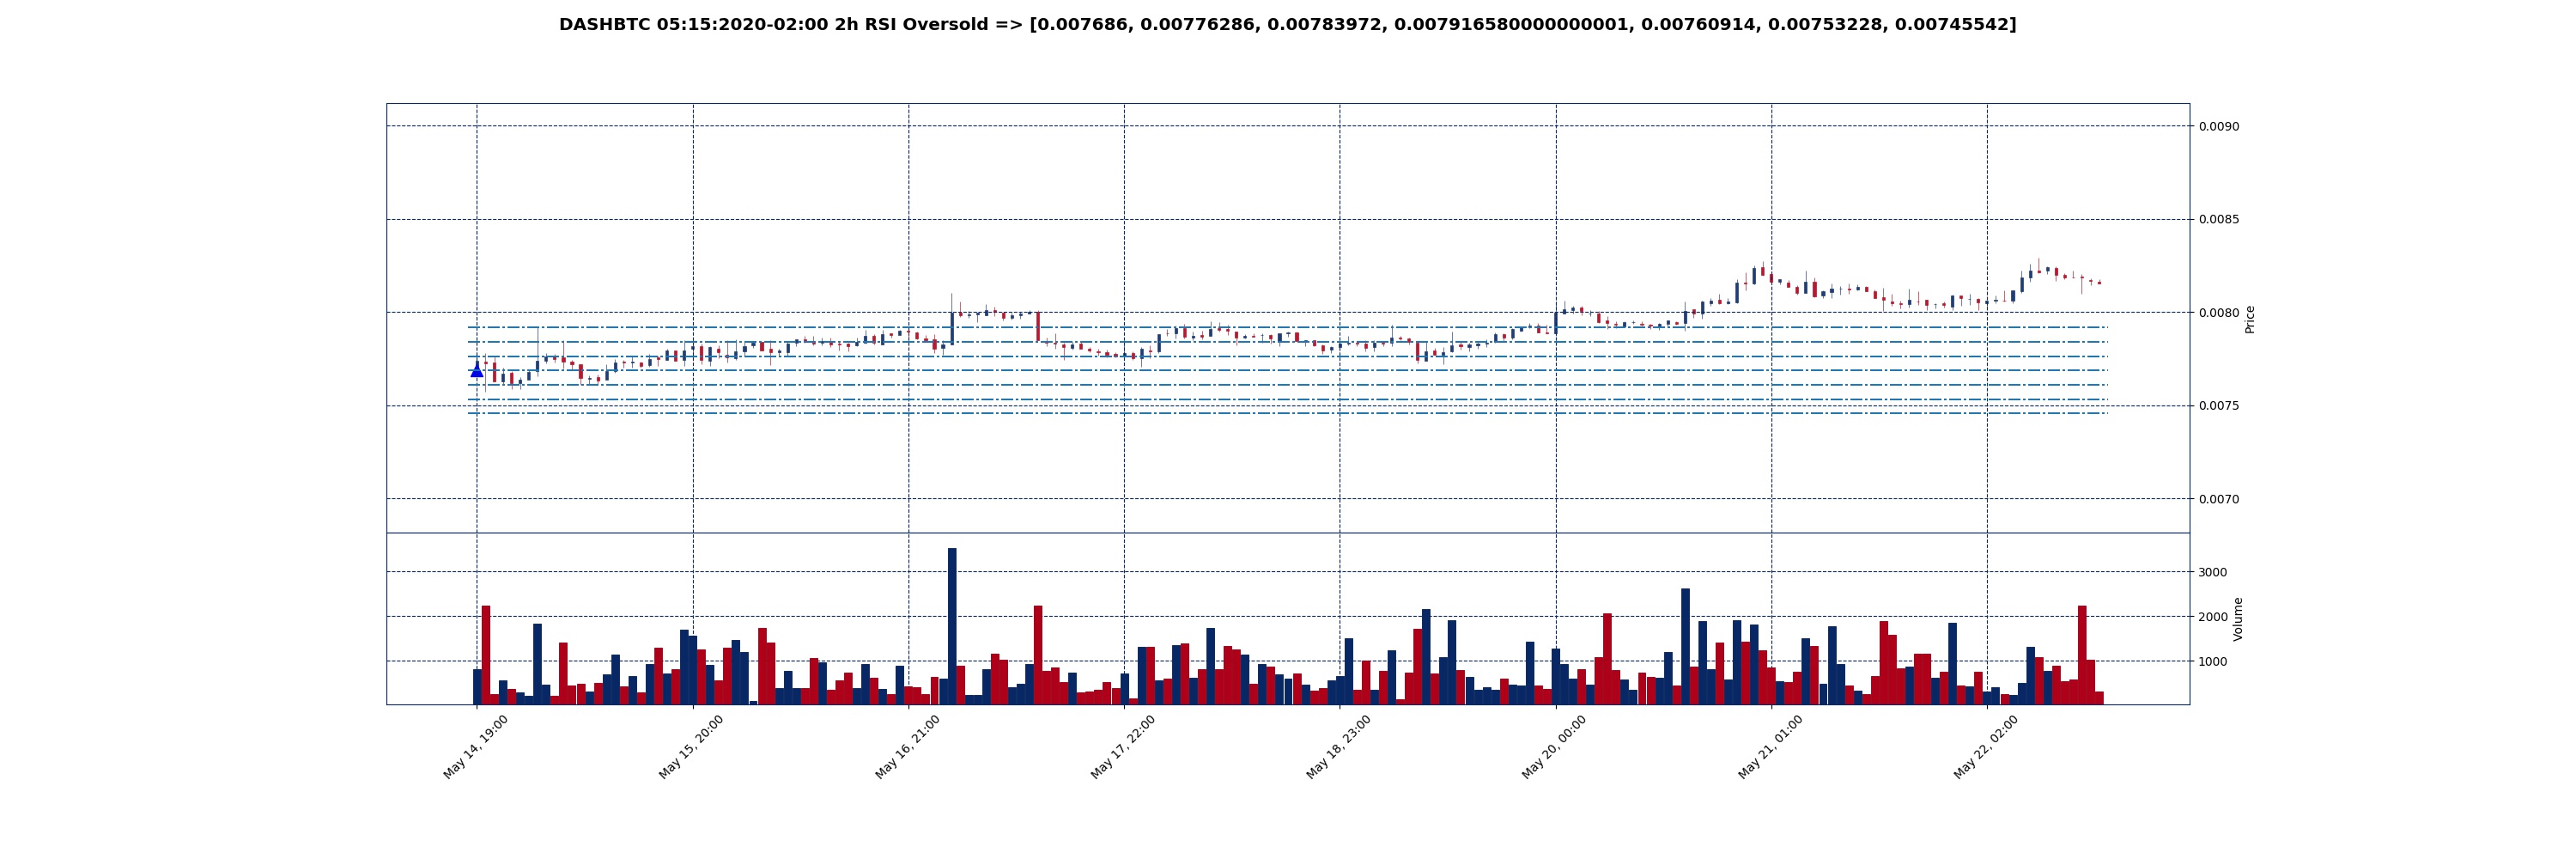 DASHBTC 05:15:2020-02:00 2h RSI Oversold => [0.007686, 0.00776286, 0.00783972, 0.007916580000000001, 0.00760914, 0.00753228, 0.00745542]
0.0090
0.0085
0.0080
Price
0.0075
0.0070
3000
2000
Volume
1000
May 14, 19:00
May 15, 20:00
May 16, 21:00
May 17, 22:00
May 18, 23:00
May 20, 00:00
May 21, 01:00
May 22, 02:00